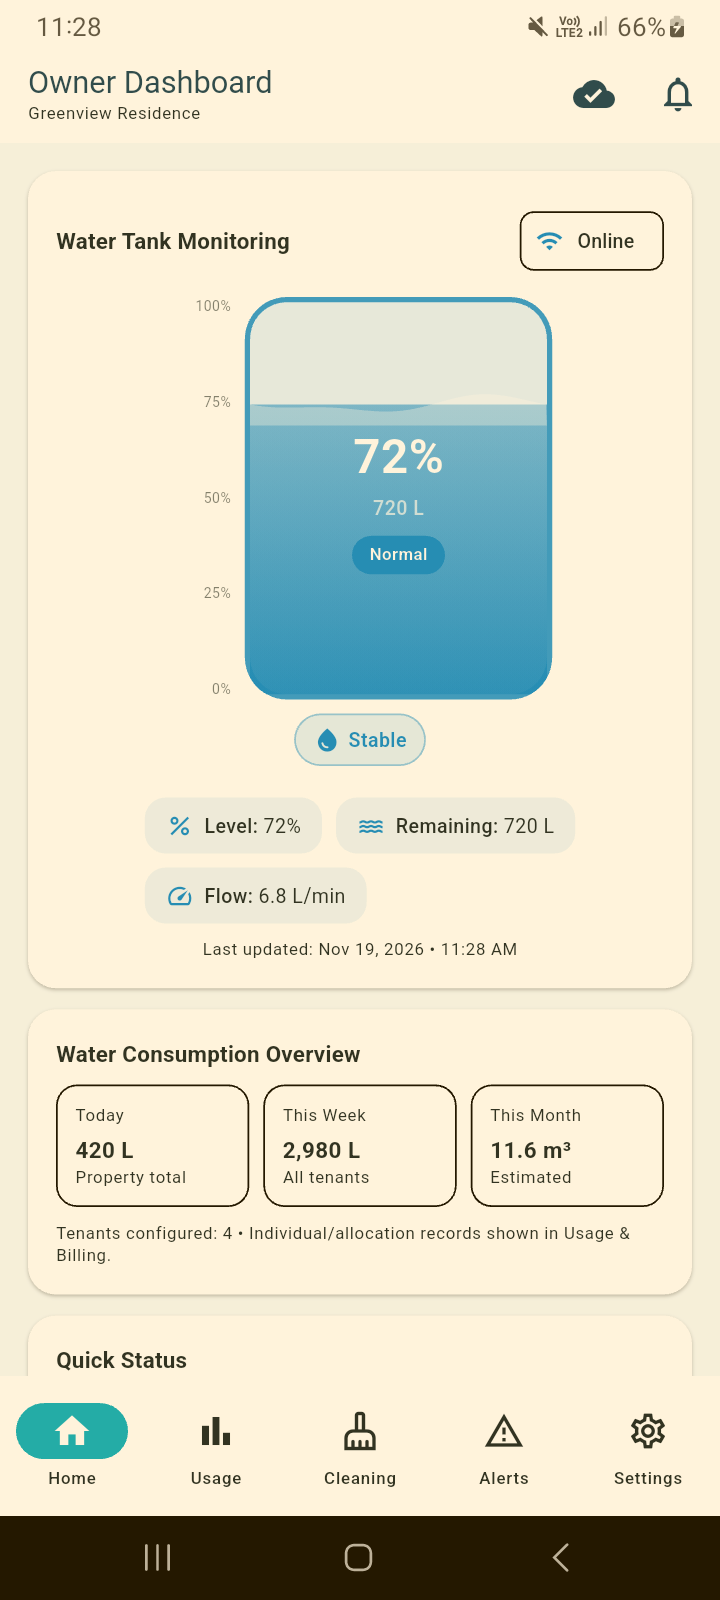 11:28
Vo)) LTE2 66%
Owner Dashboard
Greenview Residence
Water Tank Monitoring
Online
100%
75%
50%
25%
0%
72%
720 L
Normal
Stable
Level: 72%
Remaining: 720 L
Flow: 6.8 L/min
Last updated: Nov 19, 2026 • 11:28 AM
Water Consumption Overview
Today
420 L
Property total
This Week
2,980 L
All tenants
This Month
11.6 m³
Estimated
Tenants configured: 4 • Individual/allocation records shown in Usage &
Billing.
Quick Status
Home
Usage
Cleaning
Alerts
Settings